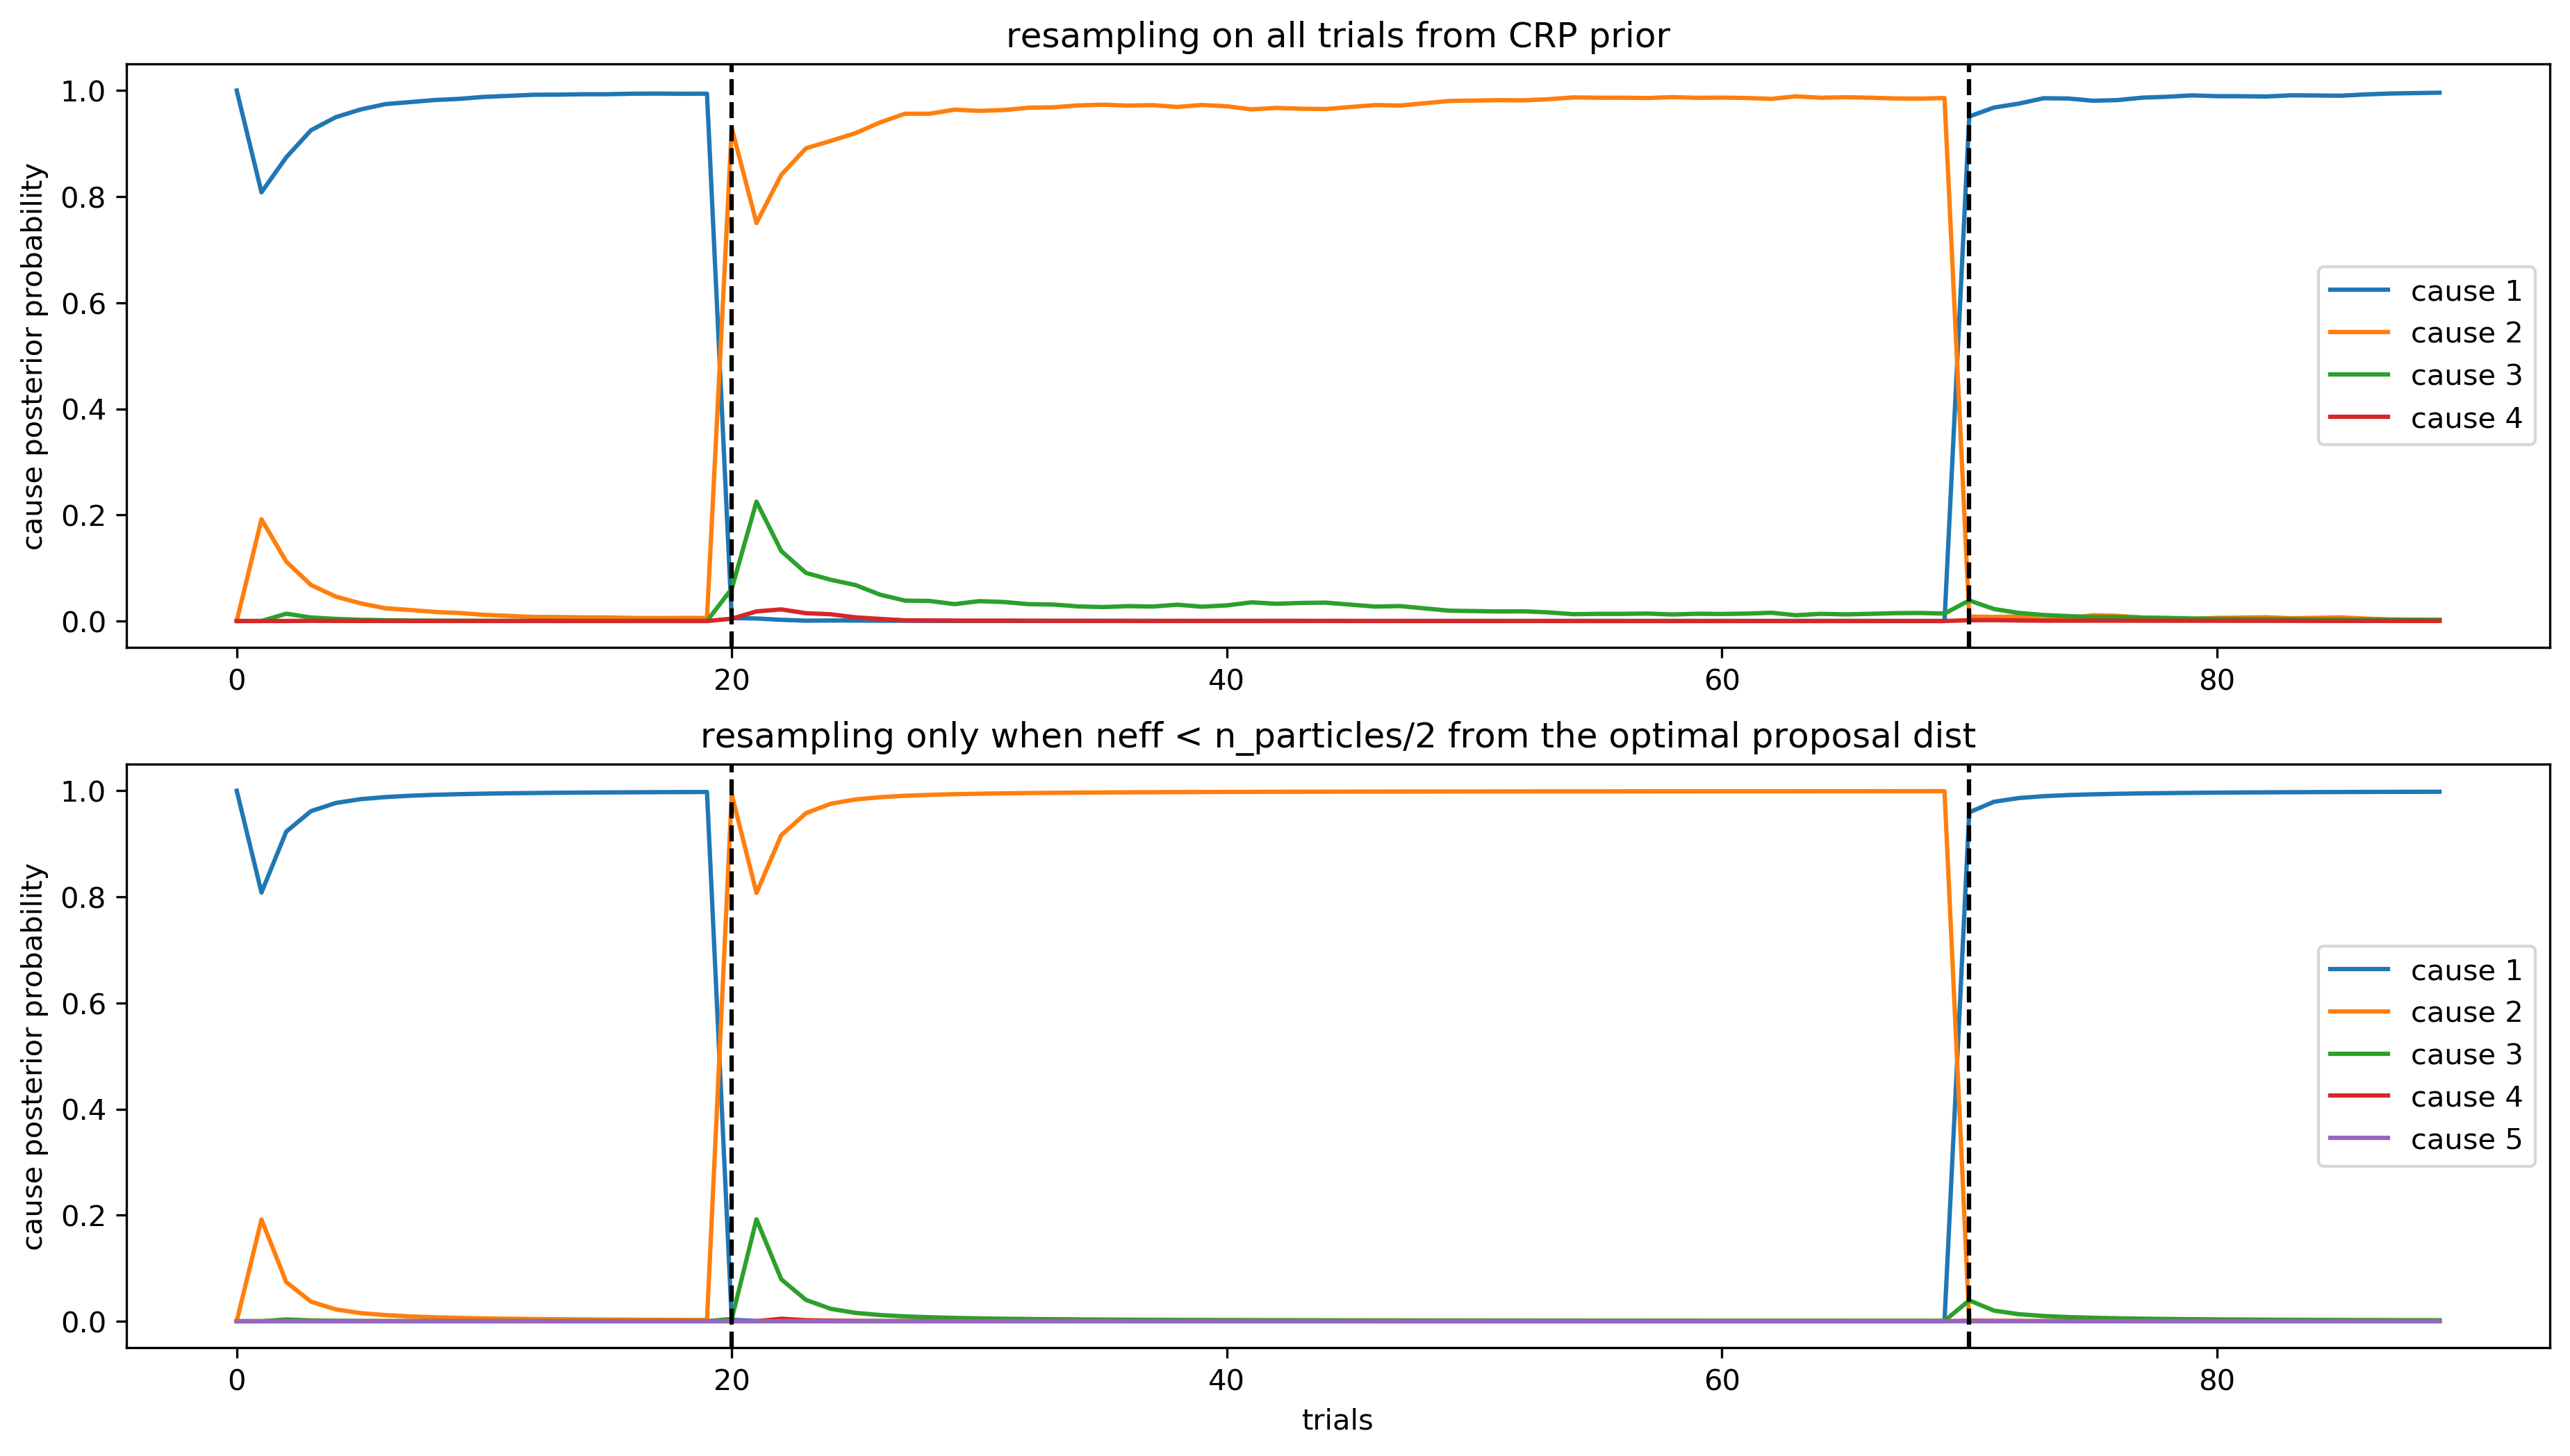 resampling on all trials from CRP prior
cause posterior probability
1.0
0.8
0.6
0.4
0.2
0.0
cause 1
cause 2
cause 3
cause 4
0 20 40 60 80
resampling only when neff < n_particles/2 from the optimal proposal dist
cause posterior probability
1.0
0.8
0.6
0.4
0.2
0.0
cause 1
cause 2
cause 3
cause 4
cause 5
0 20 40 60 80
trials